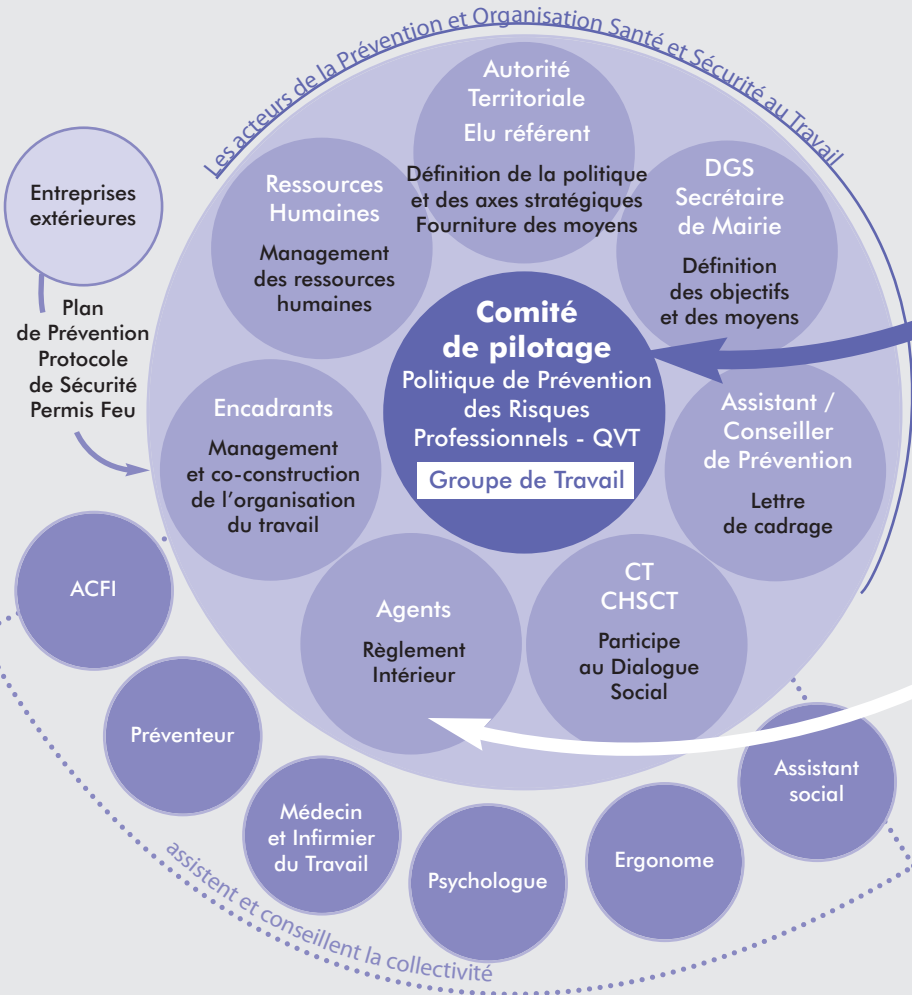 Les acteurs de la Prévention et Organisation Santé et Sécurité au Travail
Autorité
Territoriale
Elu référent
Définition de la politique
et des axes stratégiques
Fourniture des moyens
Ressources
Humaines
Management
des ressources
humaines
DGS
Secrétaire
de Mairie
Définition
des objectifs
et des moyens
Entreprises
extérieures
Plan
de Prévention
Protocole
de Sécurité
Permis Feu
Comité
de pilotage
Politique de Prévention
des Risques
Professionnels - QVT
Groupe de Travail
Encadrants
Management
et co-construction
de l'organisation
du travail
Assistant /
Conseiller
de Prévention
Lettre
de cadrage
Agents
Règlement
Intérieur
CT
CHSCT
Participe
au Dialogue
Social
ACFI
Préventeur
Médecin
et Infirmier
du Travail
Psychologue
Ergonome
Assistant
social
assistent et conseillent la collectivité